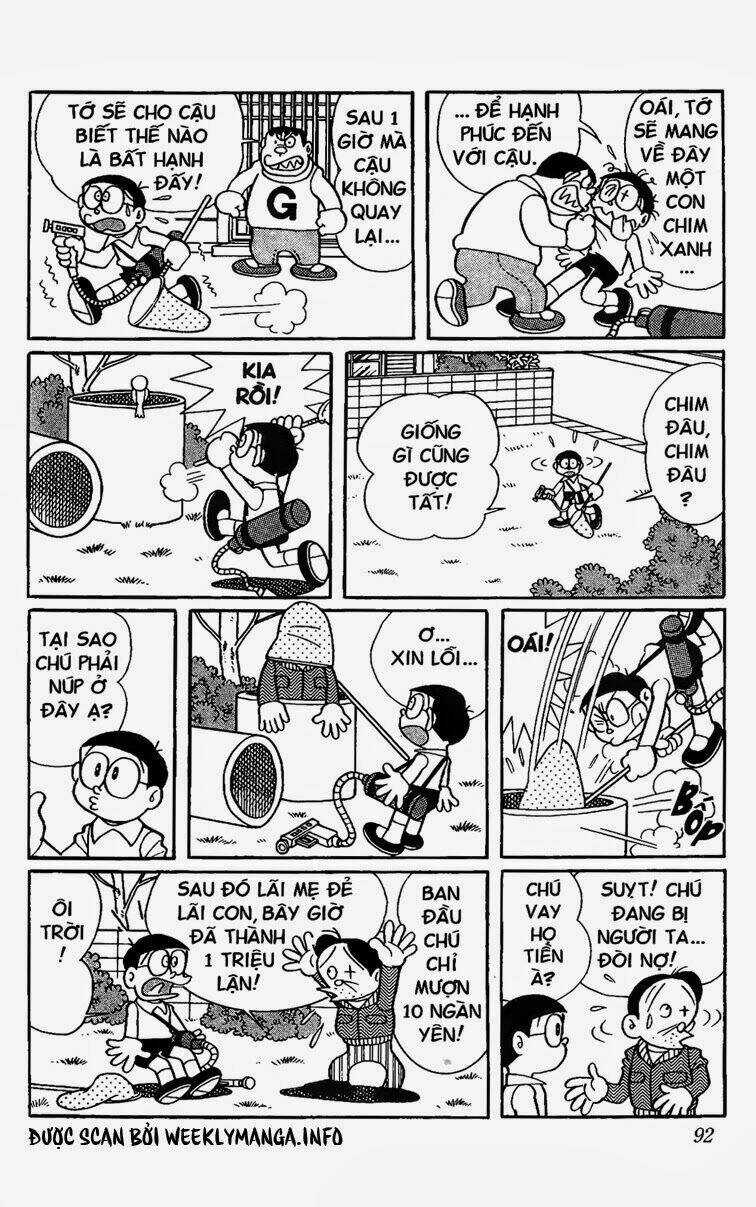 OÁI, TỚ
SẼ MANG
VỀ ĐÂY
MỘT
CON
CHIM
XANH
...
... ĐỂ HẠNH
PHÚC ĐẾN
VỚI CẬU.
SAU 1
GIỜ MÀ
CẬU
KHÔNG
QUAY
LẠI...
TỚ SẼ CHO CẬU
BIẾT THẾ NÀO
LÀ BẤT HẠNH
ĐẤY!
G
CHIM
ĐÂU,
CHIM
ĐÂU
?
GIỐNG
GÌ CŨNG
ĐƯỢC
TẤT!
KIA
RỒI!
OÁI!
BỐP
Ơ...
XIN LỖI...
TẠI SAO
CHÚ PHẢI
NÚP Ở
ĐÂY Ạ?
SUỴT! CHÚ
ĐANG BỊ
NGƯỜI TA...
ĐÒI NỢ!
CHÚ
VAY
HỌ
TIỀN
À?
BAN
ĐẦU
CHÚ
CHỈ
MƯỢN
10 NGÀN
YÊN!
SAU ĐÓ LÃI MẸ ĐẺ
LÃI CON, BÂY GIỜ
ĐÃ THÀNH
1 TRIỆU
LẬN!
ÔI
TRỜI
!
ĐƯỢC SCAN BỞI WEEKLYMANGA.INFO
92